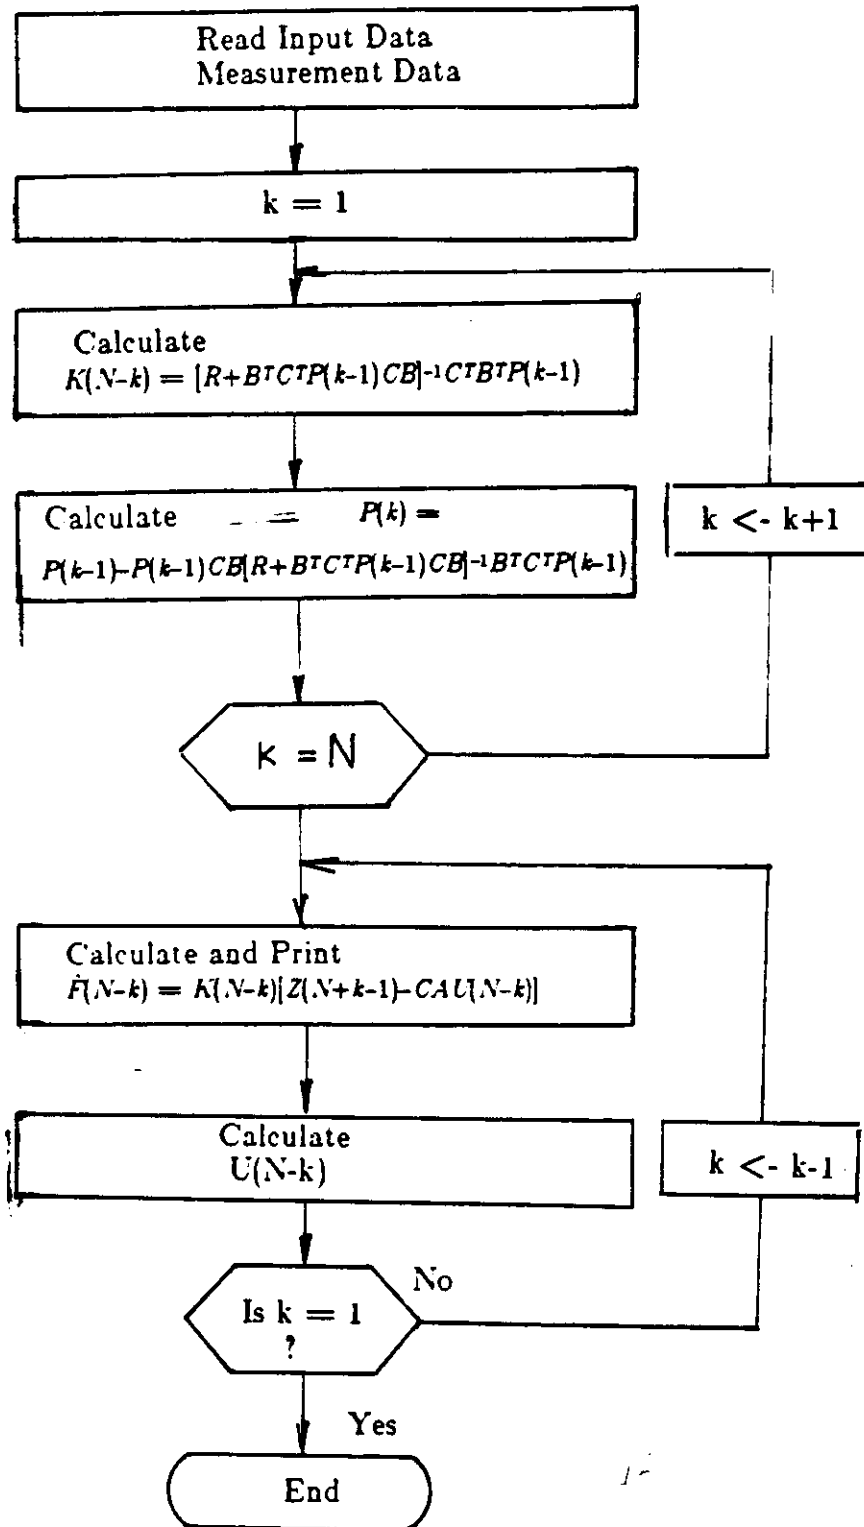 Read Input Data
Measurement Data
k = 1
Calculate
K(N-k) = [R+BᵀCᵀP(k-1)CB]⁻¹CᵀBᵀP(k-1)
Calculate P(k) =
P(k-1)-P(k-1)CB[R+BᵀCᵀP(k-1)CB]⁻¹BᵀCᵀP(k-1)
k <- k+1
K = N
Calculate and Print
Ḟ(N-k) = K(N-k)[Z(N+k-1)-CAU(N-k)]
Calculate
U(N-k)
k <- k-1
No
Is k = 1
?
Yes
End